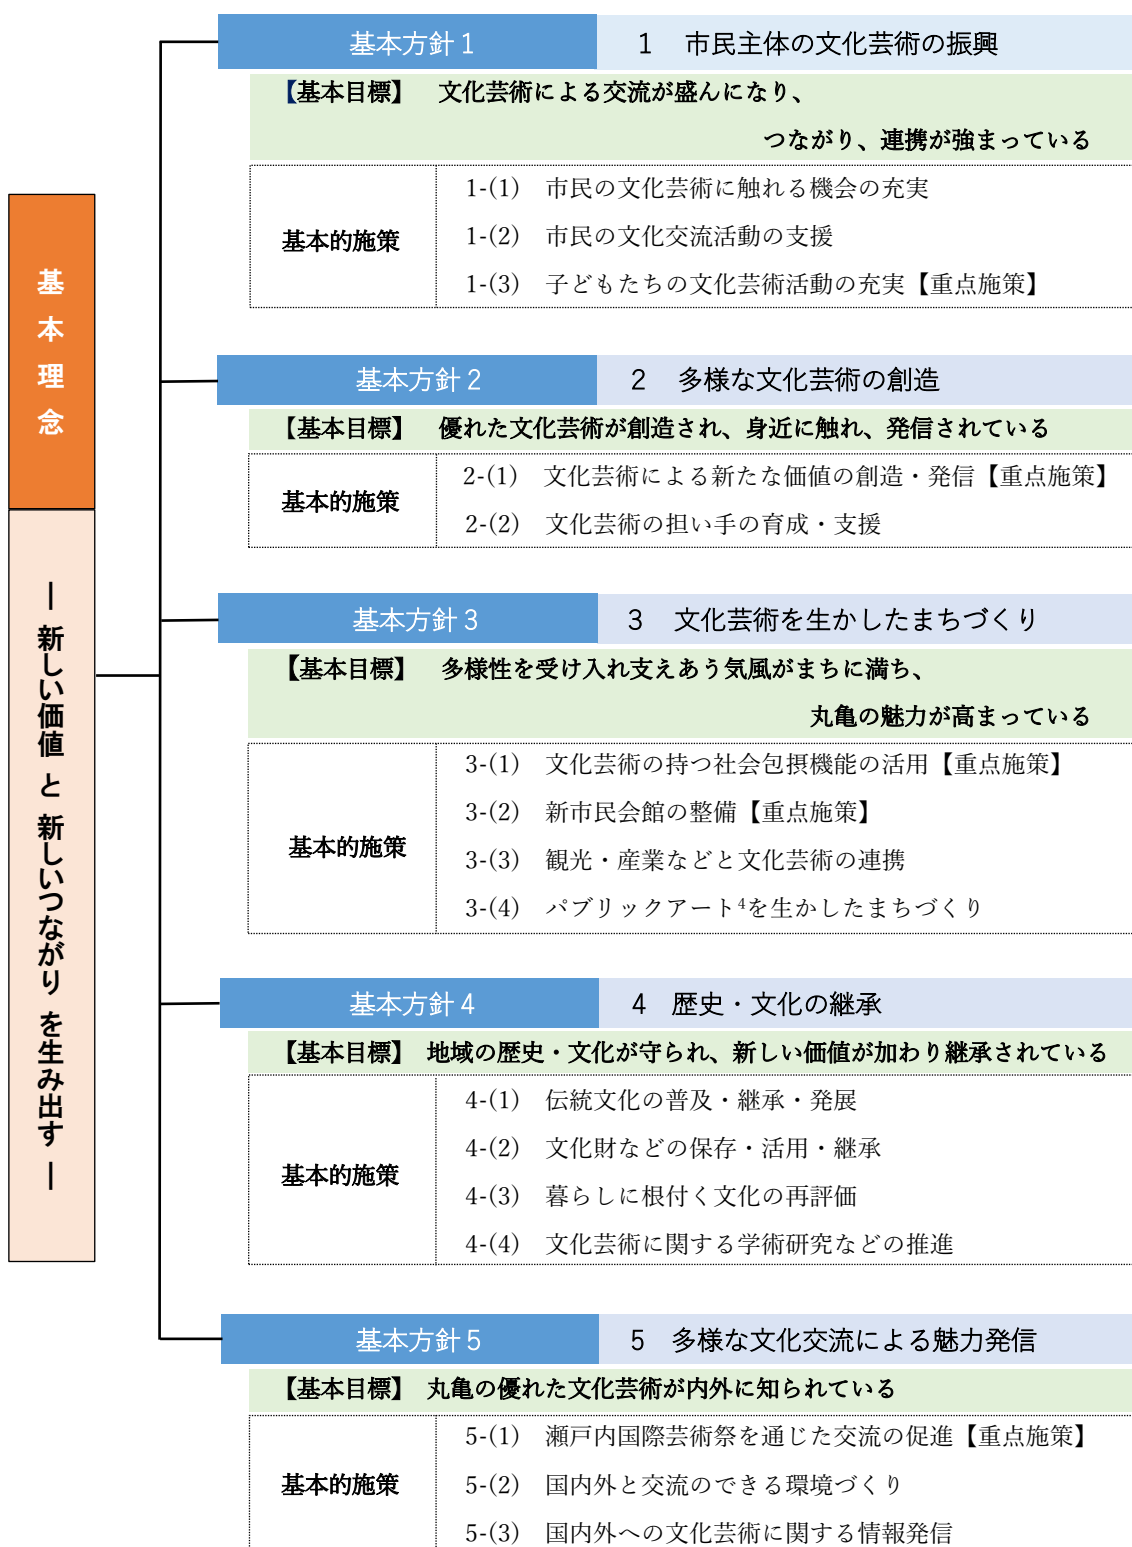 基本理念
― 新しい価値 と 新しいつながり を生み出す ―
基本方針１ 1 市民主体の文化芸術の振興
【基本目標】 文化芸術による交流が盛んになり、
つながり、連携が強まっている
基本的施策
1-(1) 市民の文化芸術に触れる機会の充実
1-(2) 市民の文化交流活動の支援
1-(3) 子どもたちの文化芸術活動の充実【重点施策】
基本方針２ 2 多様な文化芸術の創造
【基本目標】 優れた文化芸術が創造され、身近に触れ、発信されている
基本的施策
2-(1) 文化芸術による新たな価値の創造・発信【重点施策】
2-(2) 文化芸術の担い手の育成・支援
基本方針３ 3 文化芸術を生かしたまちづくり
【基本目標】 多様性を受け入れ支えあう気風がまちに満ち、
丸亀の魅力が高まっている
基本的施策
3-(1) 文化芸術の持つ社会包摂機能の活用【重点施策】
3-(2) 新市民会館の整備【重点施策】
3-(3) 観光・産業などと文化芸術の連携
3-(4) パブリックアート⁴を生かしたまちづくり
基本方針４ 4 歴史・文化の継承
【基本目標】 地域の歴史・文化が守られ、新しい価値が加わり継承されている
基本的施策
4-(1) 伝統文化の普及・継承・発展
4-(2) 文化財などの保存・活用・継承
4-(3) 暮らしに根付く文化の再評価
4-(4) 文化芸術に関する学術研究などの推進
基本方針５ 5 多様な文化交流による魅力発信
【基本目標】 丸亀の優れた文化芸術が内外に知られている
基本的施策
5-(1) 瀬戸内国際芸術祭を通じた交流の促進【重点施策】
5-(2) 国内外と交流のできる環境づくり
5-(3) 国内外への文化芸術に関する情報発信